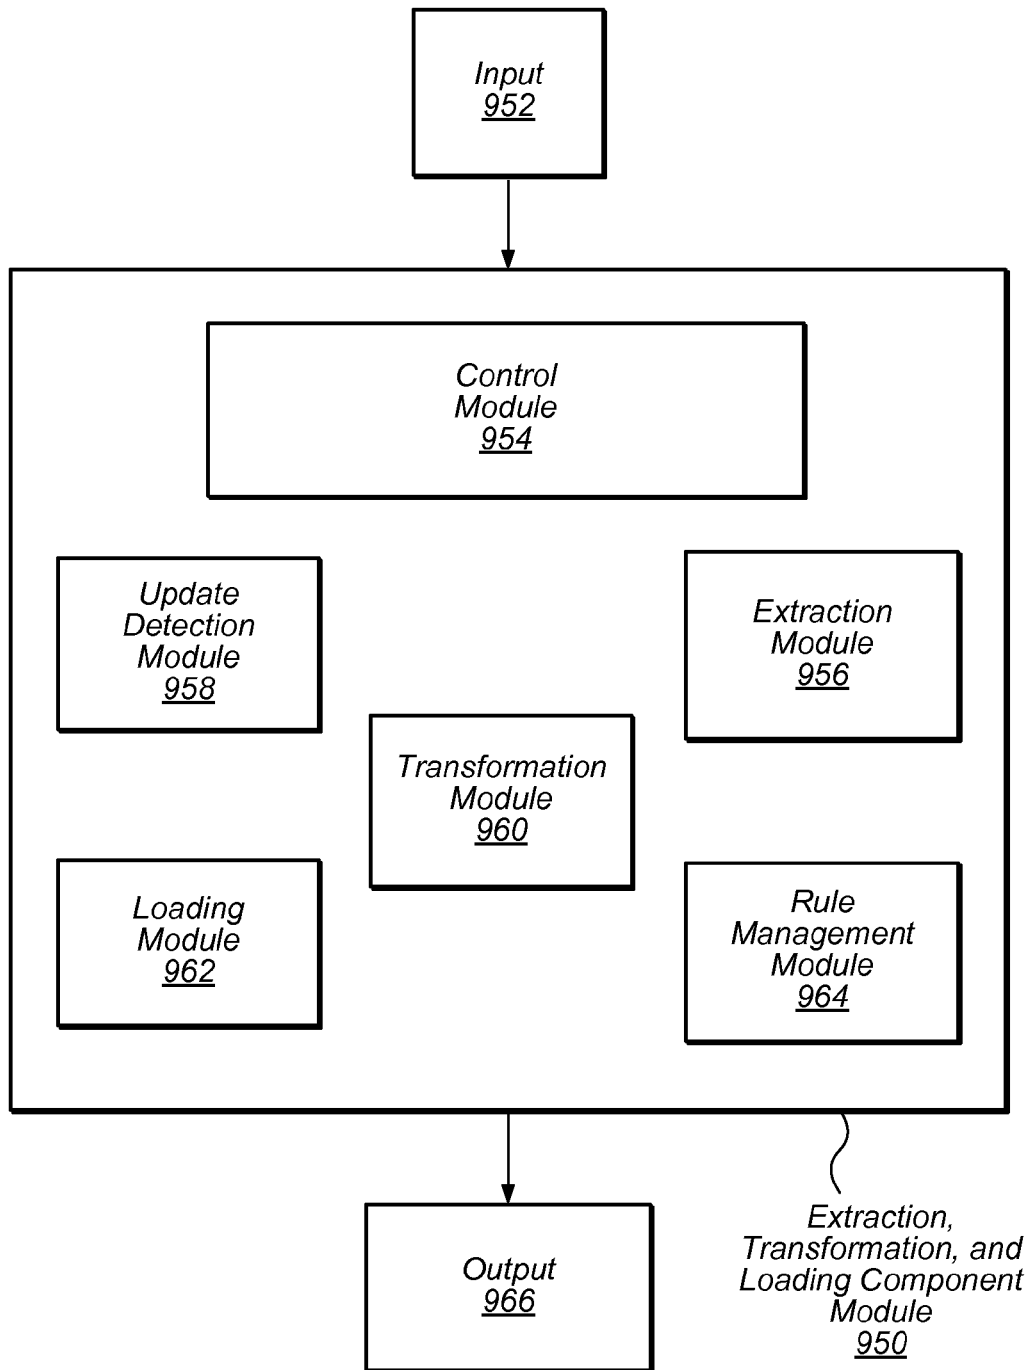 Input
952
Control
Module
954
Update
Detection
Module
958
Extraction
Module
956
Transformation
Module
960
Loading
Module
962
Rule
Management
Module
964
Output
966
Extraction,
Transformation, and
Loading Component
Module
950